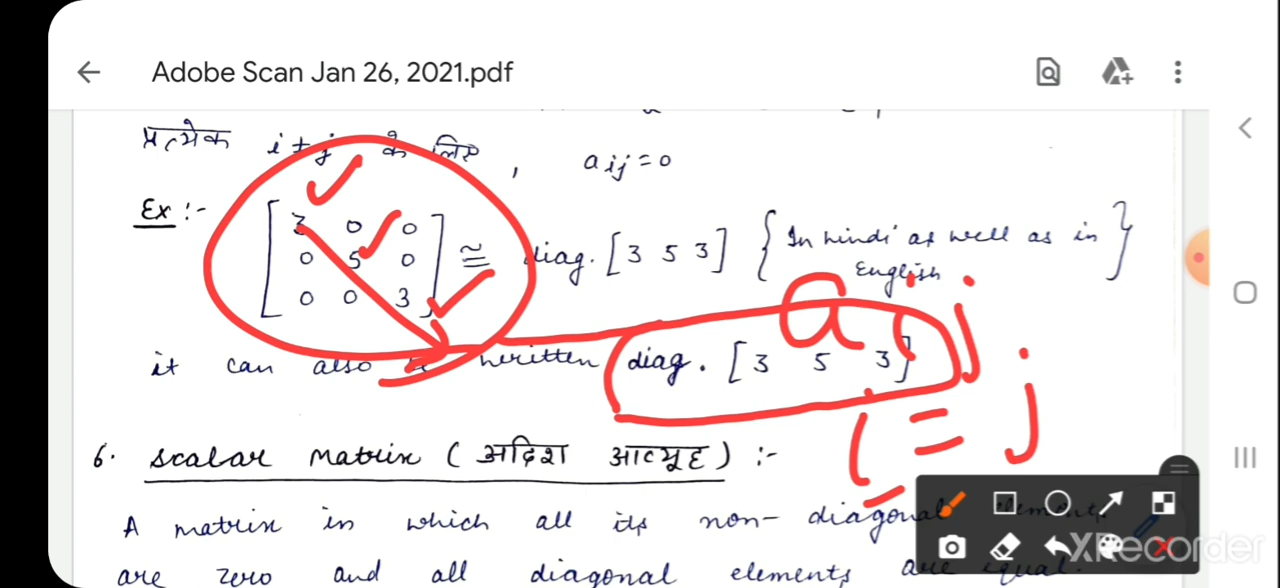 Adobe Scan Jan 26, 2021.pdf
प्रत्येक i ≠ j के लिए , aij = 0
Ex :- [ 3 0 0
0 5 0
0 0 3 ] ≅ diag. [ 3 5 3 ] { In hindi as well as in English }
aij
it can also written diag. [ 3 5 3 ]
i = j
6. Scalar Matrix ( अदिश आव्यूह ) :-
A matrix in which all its non-diagonal elements
are zero and all diagonal elements are equal.
XRecorder